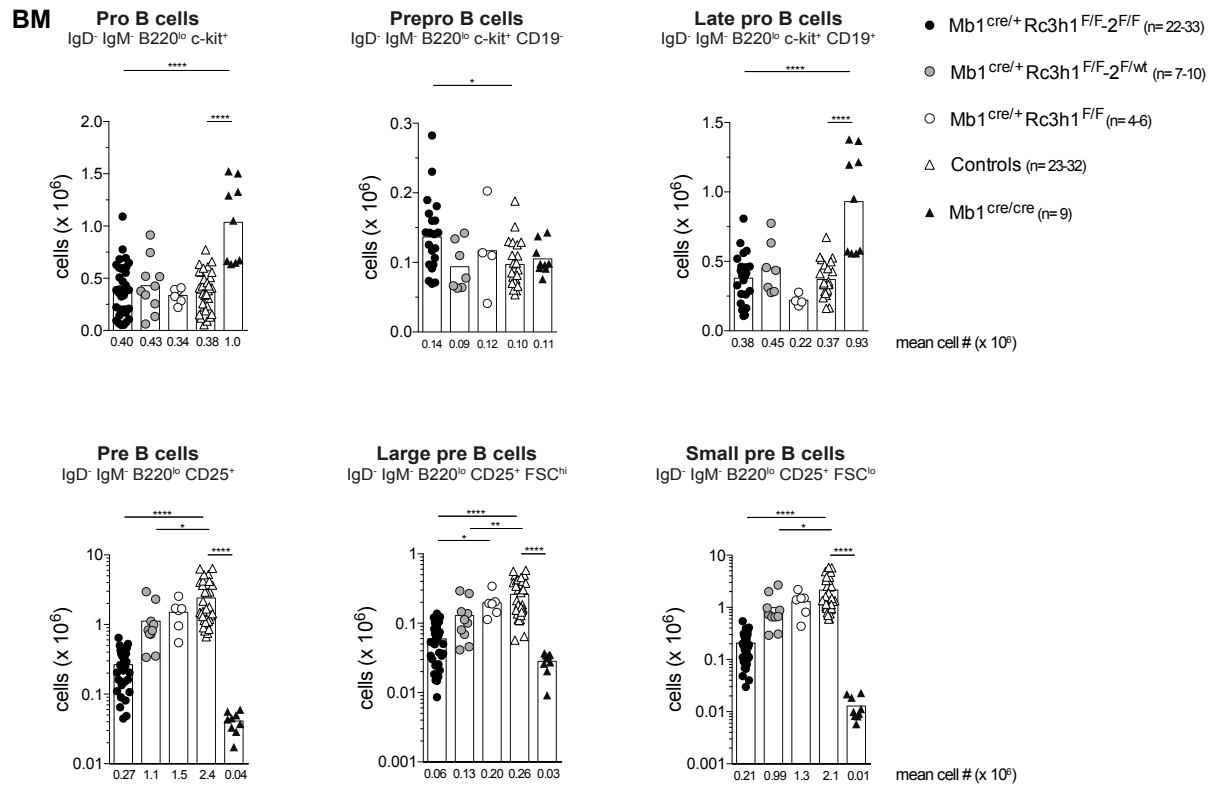 BM
Pro B cells
IgD⁻ IgM⁻ B220ˡᵒ c-kit⁺
****
****
cells (x 10⁶)
2.0
1.5
1.0
0.5
0.0
0.40 0.43 0.34 0.38 1.0
Prepro B cells
IgD⁻ IgM⁻ B220ˡᵒ c-kit⁺ CD19⁻
*
cells (x 10⁶)
0.3
0.2
0.1
0.0
0.14 0.09 0.12 0.10 0.11
Late pro B cells
IgD⁻ IgM⁻ B220ˡᵒ c-kit⁺ CD19⁺
****
****
cells (x 10⁶)
1.5
1.0
0.5
0.0
0.38 0.45 0.22 0.37 0.93
mean cell # (x 10⁶)
Mb1ᶜʳᵉ/⁺ Rc3h1ᶠ/ᶠ-2ᶠ/ᶠ (n= 22-33)
Mb1ᶜʳᵉ/⁺ Rc3h1ᶠ/ᶠ-2ᶠ/ʷᵗ (n= 7-10)
Mb1ᶜʳᵉ/⁺ Rc3h1ᶠ/ᶠ (n= 4-6)
Controls (n= 23-32)
Mb1ᶜʳᵉ/ᶜʳᵉ (n= 9)
Pre B cells
IgD⁻ IgM⁻ B220ˡᵒ CD25⁺
****
*
****
cells (x 10⁶)
10
1
0.1
0.01
0.27 1.1 1.5 2.4 0.04
Large pre B cells
IgD⁻ IgM⁻ B220ˡᵒ CD25⁺ FSCʰⁱ
****
**
*
****
cells (x 10⁶)
1
0.1
0.01
0.001
0.06 0.13 0.20 0.26 0.03
Small pre B cells
IgD⁻ IgM⁻ B220ˡᵒ CD25⁺ FSCˡᵒ
****
*
****
cells (x 10⁶)
10
1
0.1
0.01
0.001
0.21 0.99 1.3 2.1 0.01
mean cell # (x 10⁶)